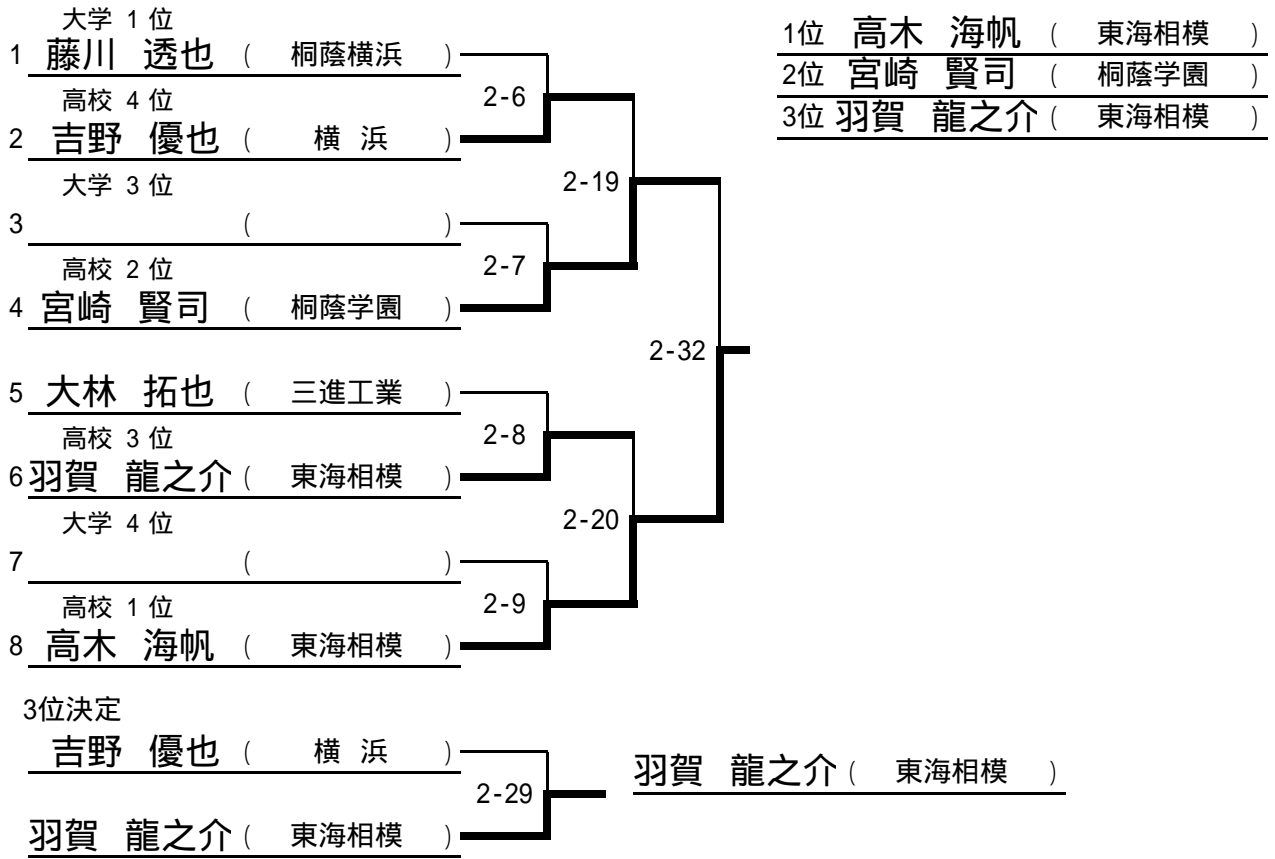 大学 1 位
1 藤川 透也 ( 桐蔭横浜 )
2-6
高校 4 位
2 吉野 優也 ( 横 浜 )
2-19
大学 3 位
3 ( )
2-7
高校 2 位
4 宮崎 賢司 ( 桐蔭学園 )
2-32
5 大林 拓也 ( 三進工業 )
2-8
高校 3 位
6 羽賀 龍之介 ( 東海相模 )
2-20
大学 4 位
7 ( )
2-9
高校 1 位
8 高木 海帆 ( 東海相模 )
1位 高木 海帆 ( 東海相模 )
2位 宮崎 賢司 ( 桐蔭学園 )
3位 羽賀 龍之介 ( 東海相模 )
3位決定
吉野 優也 ( 横 浜 )
2-29
羽賀 龍之介 ( 東海相模 )
羽賀 龍之介 ( 東海相模 )